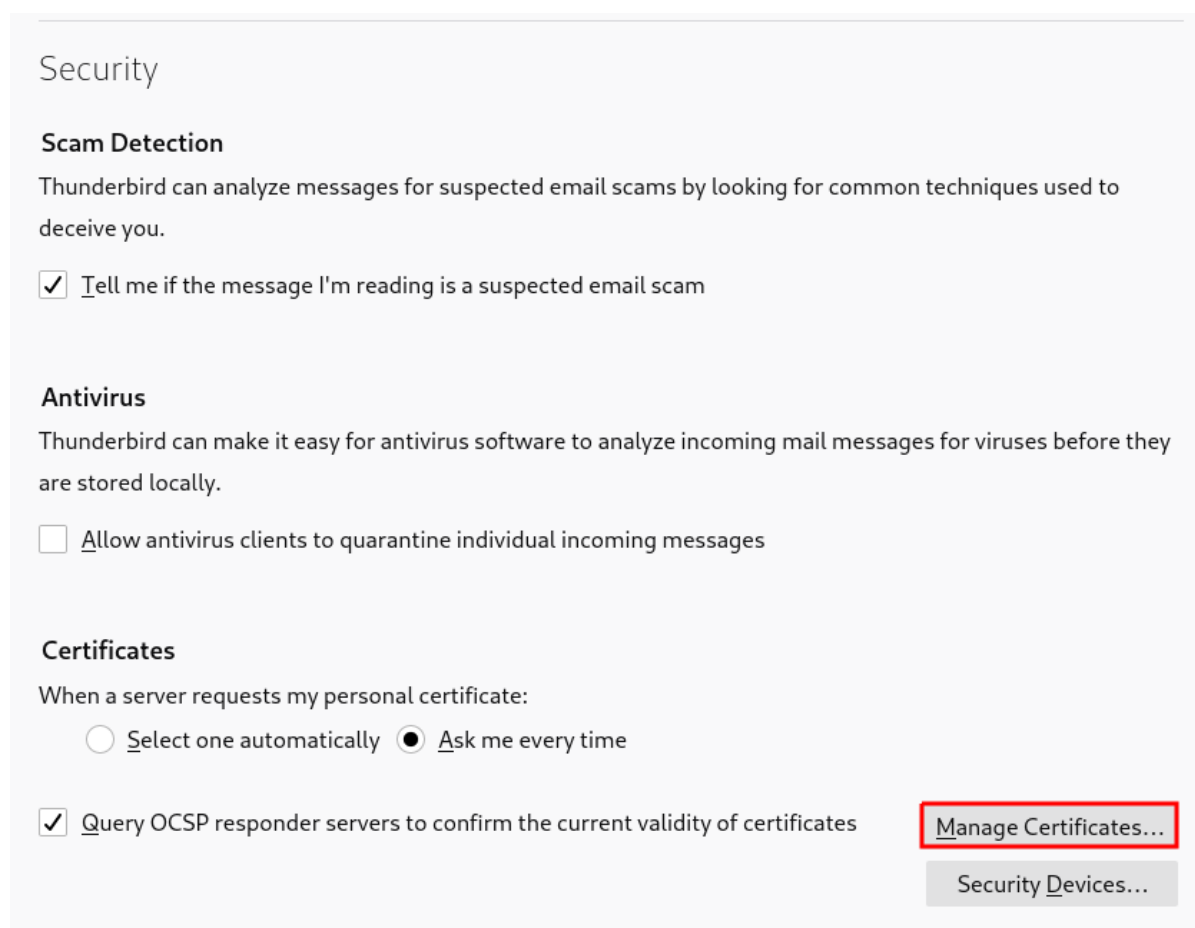 Security
Scam Detection
Thunderbird can analyze messages for suspected email scams by looking for common techniques used to
deceive you.
Tell me if the message I'm reading is a suspected email scam
Antivirus
Thunderbird can make it easy for antivirus software to analyze incoming mail messages for viruses before they
are stored locally.
Allow antivirus clients to quarantine individual incoming messages
Certificates
When a server requests my personal certificate:
Select one automatically Ask me every time
Query OCSP responder servers to confirm the current validity of certificates Manage Certificates...
Security Devices...